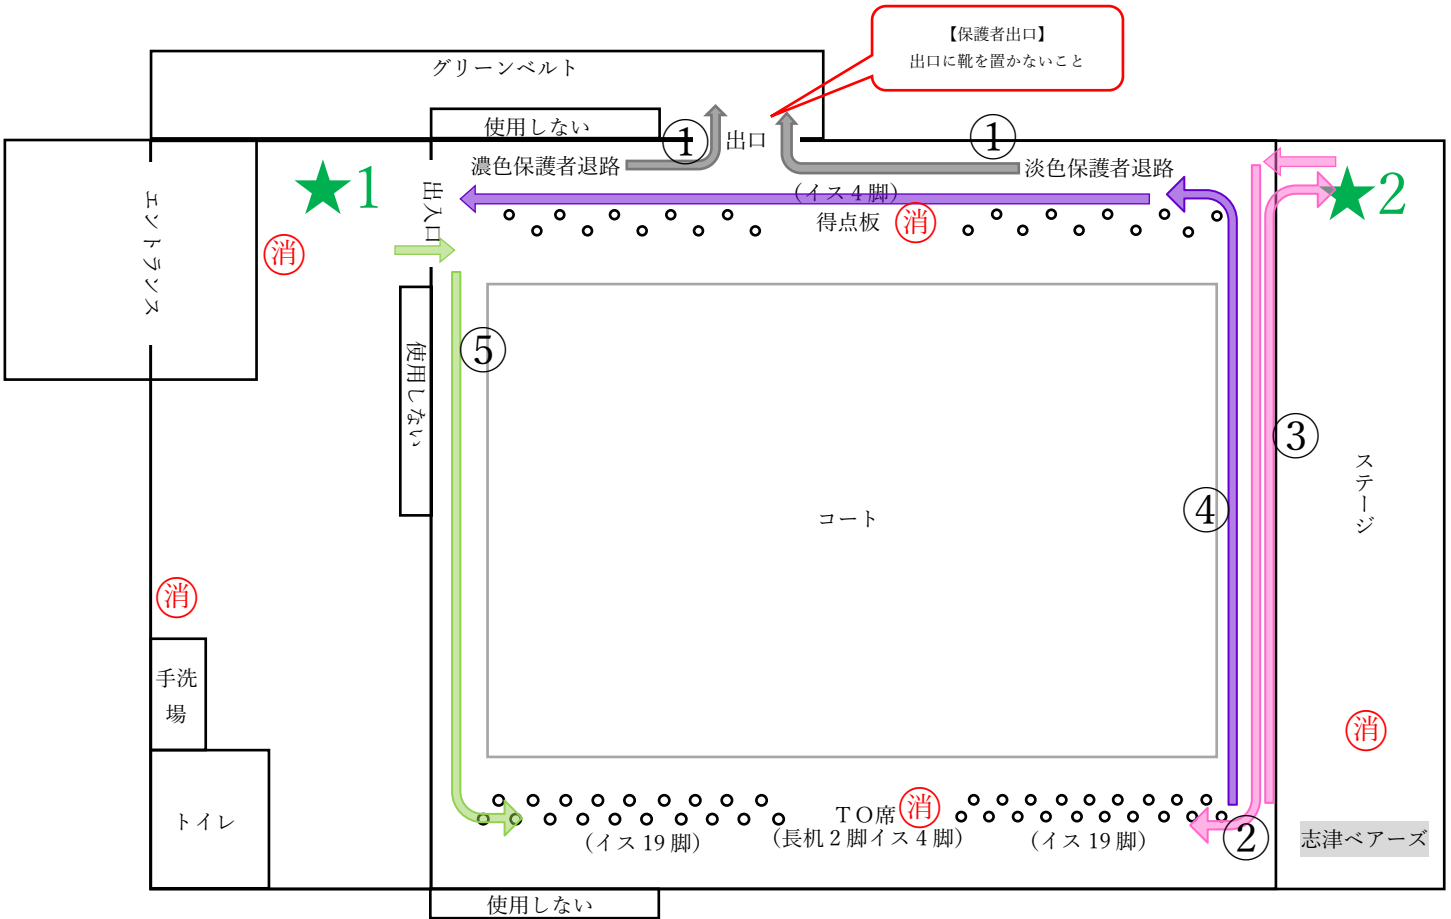 【保護者出口】
出口に靴を置かないこと
グリーンベルト
使用しない
①
出口
①
濃色保護者退路
淡色保護者退路
★1
出入口
(イス4脚)
得点板
消
★2
エントランス
消
使用しない
⑤
③
ステージ
④
コート
消
手洗
場
消
トイレ
TO席
消
(イス19脚)
(長机2脚イス4脚)
(イス19脚)
②
志津ベアーズ
使用しない